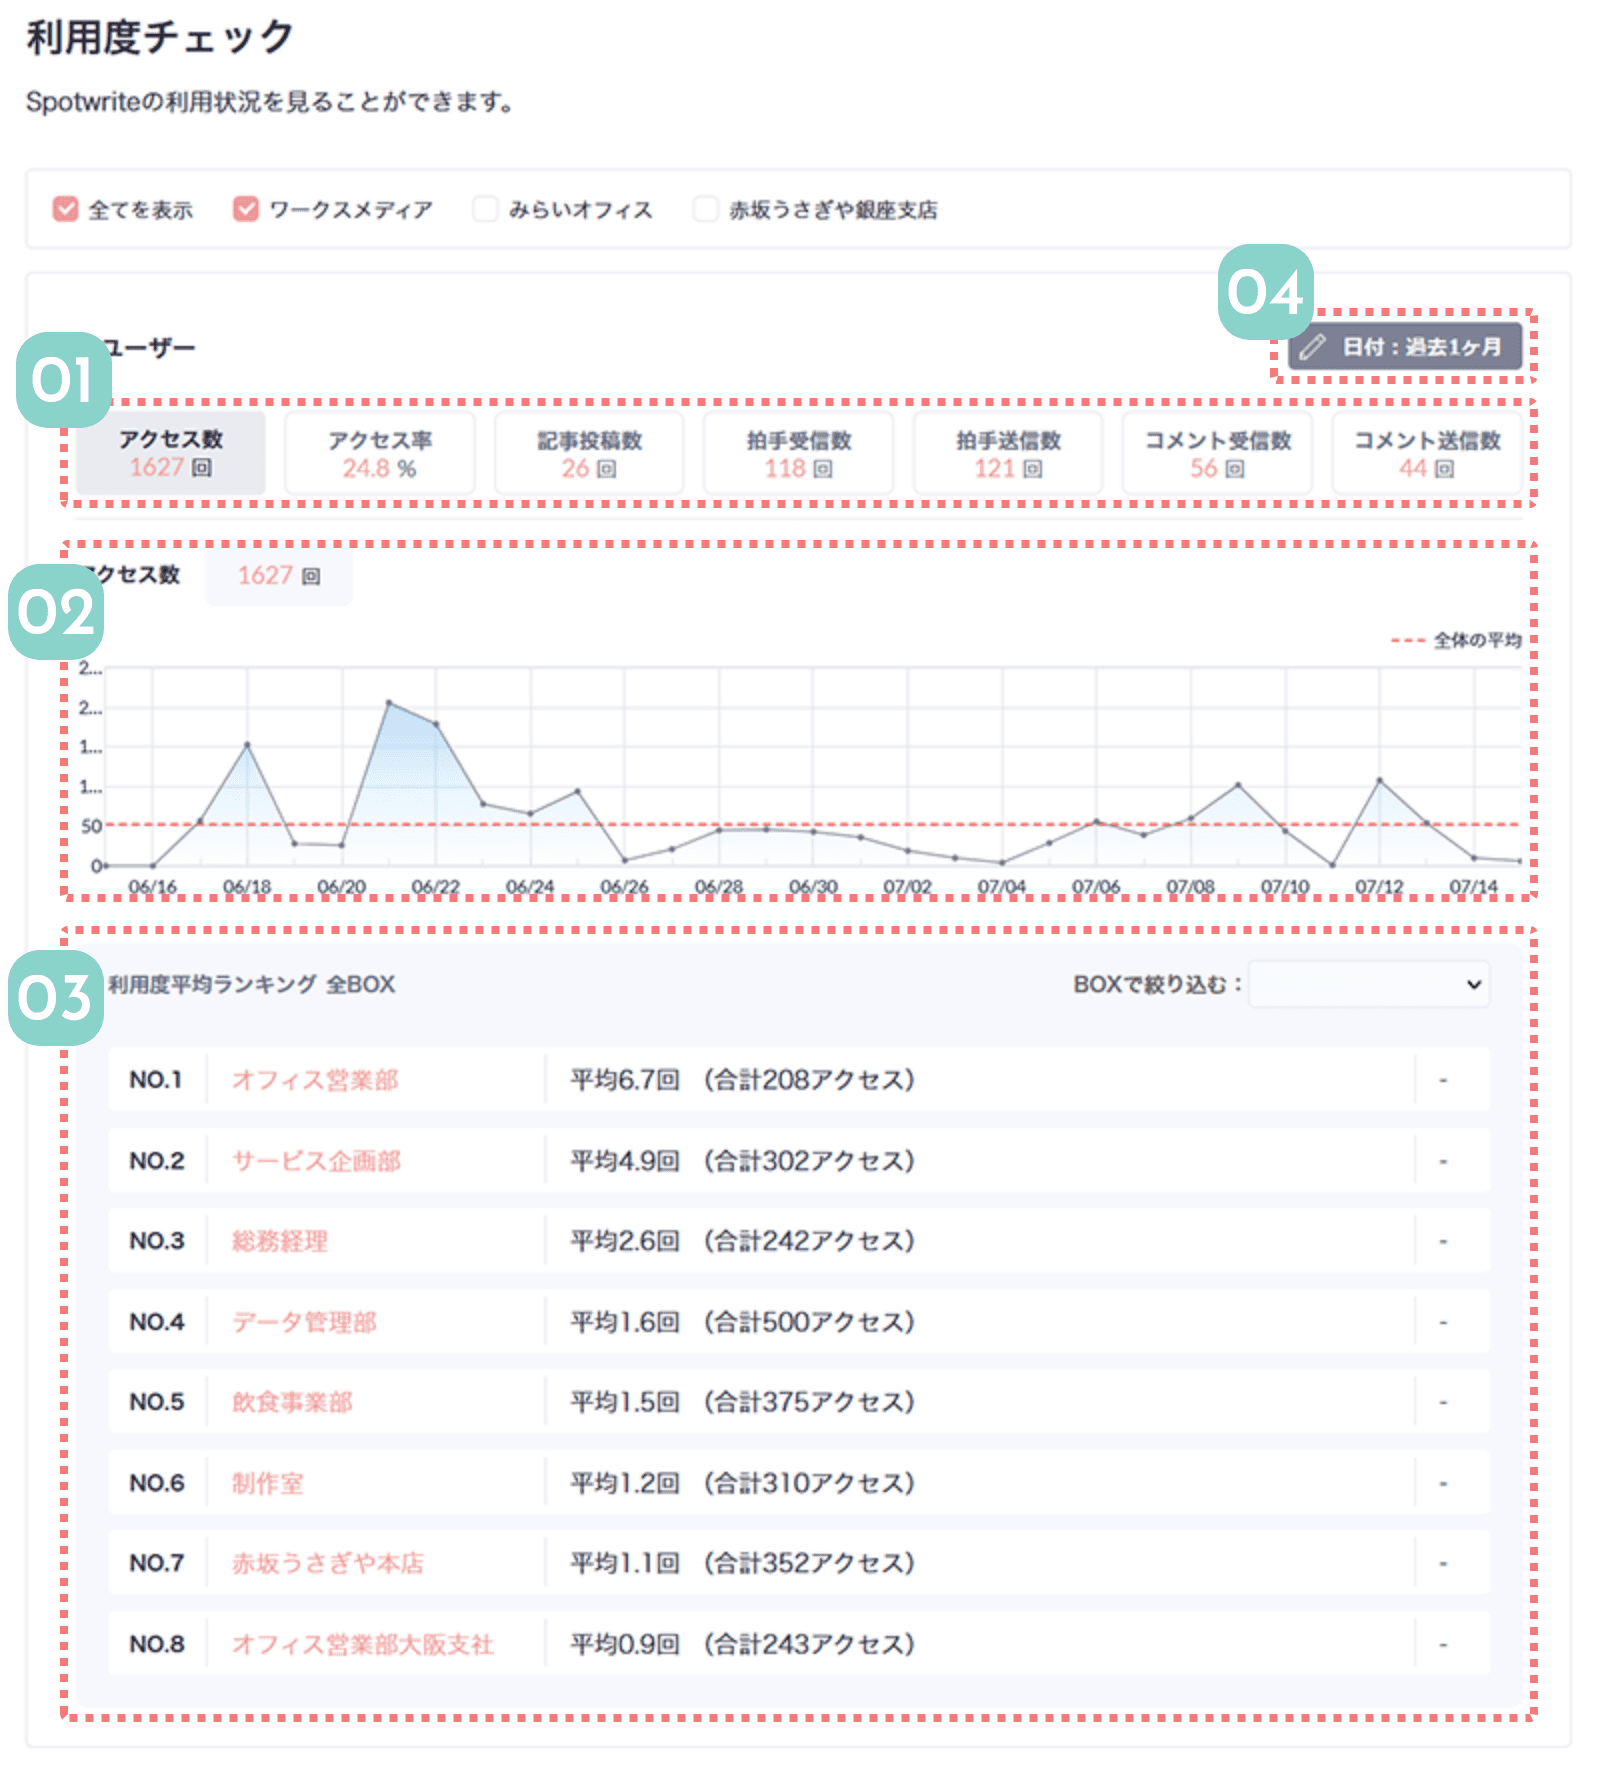 利用度チェック
Spotwriteの利用状況を見ることができます。
全てを表示 ワークスメディア みらいオフィス 赤坂うさぎや銀座支店
04
ユーザー
日付：過去1ヶ月
01
アクセス数 アクセス率 記事投稿数 拍手受信数 拍手送信数 コメント受信数 コメント送信数
1627 回 24.8 % 26 回 118 回 121 回 56 回 44 回
02
クセス数 1627 回
全体の平均
2...
2...
1...
1...
50
0
06/16 06/18 06/20 06/22 06/24 06/26 06/28 06/30 07/02 07/04 07/06 07/08 07/10 07/12 07/14
03
利用度平均ランキング 全BOX BOXで絞り込む：
NO.1 オフィス営業部 平均6.7回 （合計208アクセス） -
NO.2 サービス企画部 平均4.9回 （合計302アクセス） -
NO.3 総務経理 平均2.6回 （合計242アクセス） -
NO.4 データ管理部 平均1.6回 （合計500アクセス） -
NO.5 飲食事業部 平均1.5回 （合計375アクセス） -
NO.6 制作室 平均1.2回 （合計310アクセス） -
NO.7 赤坂うさぎや本店 平均1.1回 （合計352アクセス） -
NO.8 オフィス営業部大阪支社 平均0.9回 （合計243アクセス） -